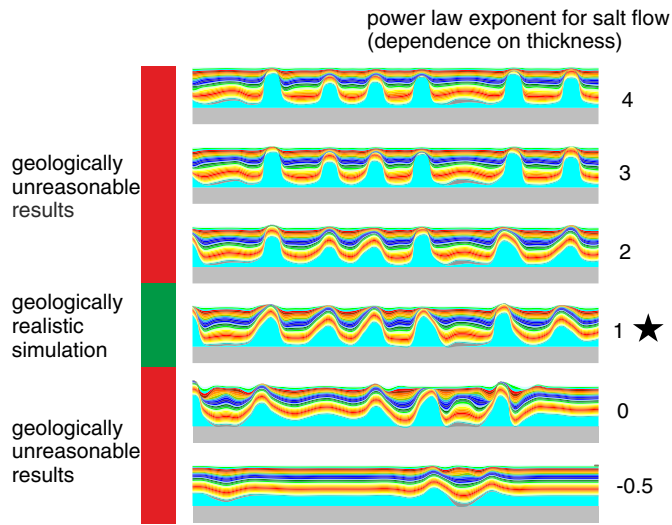 power law exponent for salt flow
(dependence on thickness)
4
geologically
unreasonable
results
3
2
geologically
realistic
simulation
1 ★
0
geologically
unreasonable
results
-0.5